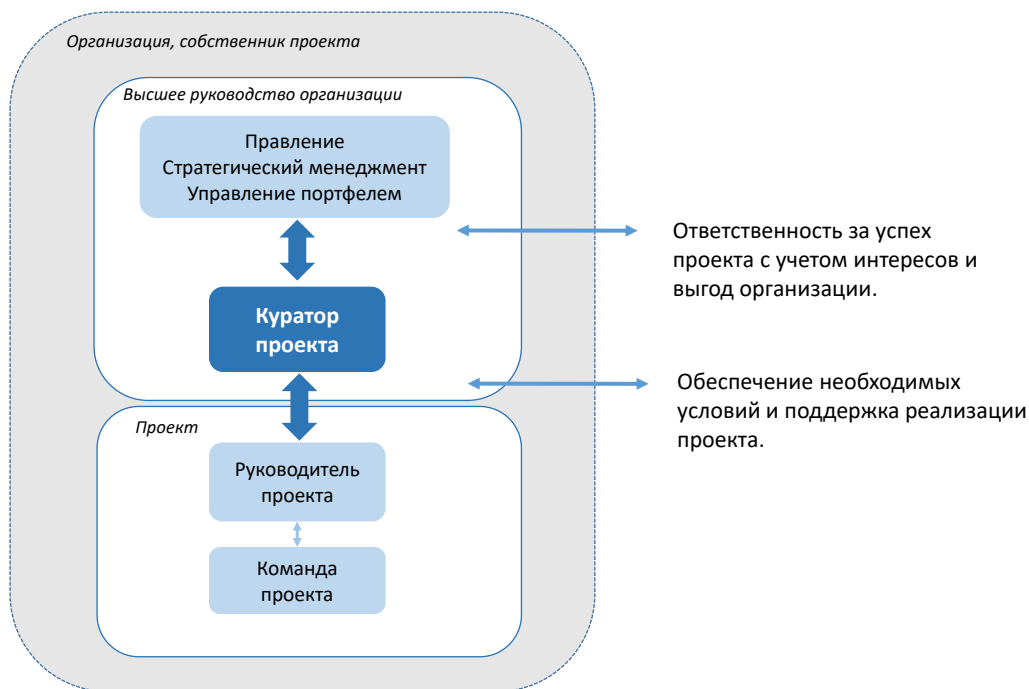 Организация, собственник проекта
Высшее руководство организации
Правление
Стратегический менеджмент
Управление портфелем
Ответственность за успех
проекта с учетом интересов и
выгод организации.
Куратор
проекта
Обеспечение необходимых
условий и поддержка реализации
проекта.
Проект
Руководитель
проекта
Команда
проекта